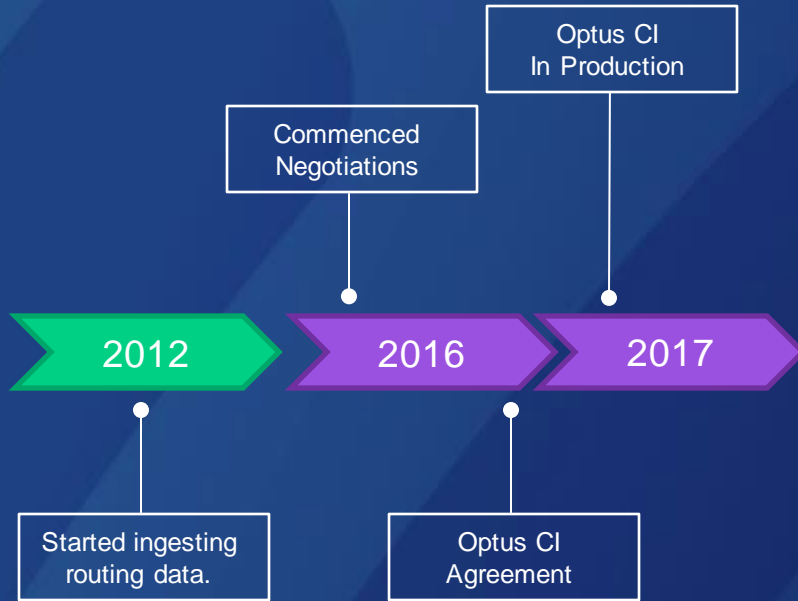 Optus CI
In Production
Commenced
Negotiations
2012
2016
2017
Started ingesting
routing data.
Optus CI
Agreement